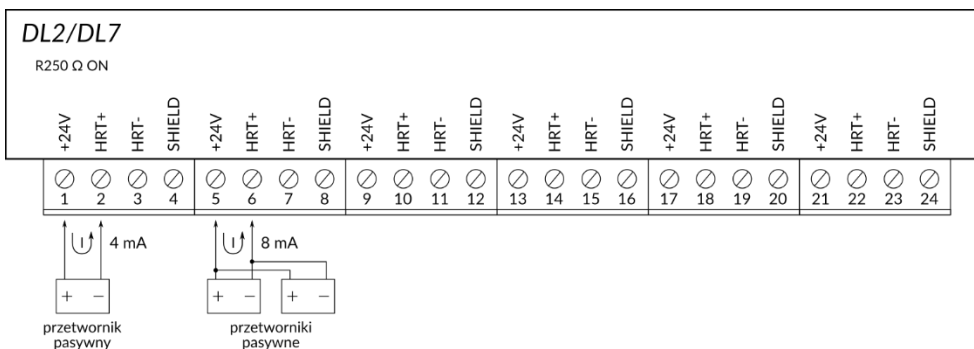 DL2/DL7
R250 Ω ON
+24V HRT+ HRT- SHIELD +24V HRT+ HRT- SHIELD +24V HRT+ HRT- SHIELD +24V HRT+ HRT- SHIELD +24V HRT+ HRT- SHIELD +24V HRT+ HRT- SHIELD
1 2 3 4 5 6 7 8 9 10 11 12 13 14 15 16 17 18 19 20 21 22 23 24
I 4 mA I 8 mA
+ − + − + −
przetwornik
pasywny
przetworniki
pasywne